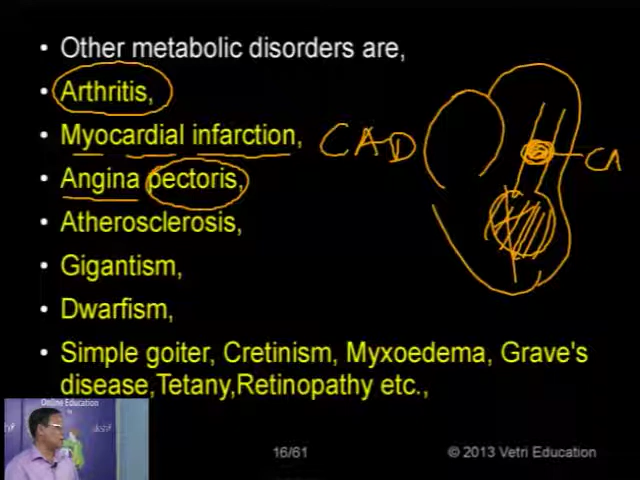 • Other metabolic disorders are,
• Arthritis,
• Myocardial infarction, CAD
• Angina pectoris, CA
• Atherosclerosis,
• Gigantism,
• Dwarfism,
• Simple goiter, Cretinism, Myxoedema, Grave's
disease,Tetany,Retinopathy etc.,
Online Education
16/61 © 2013 Vetri Education